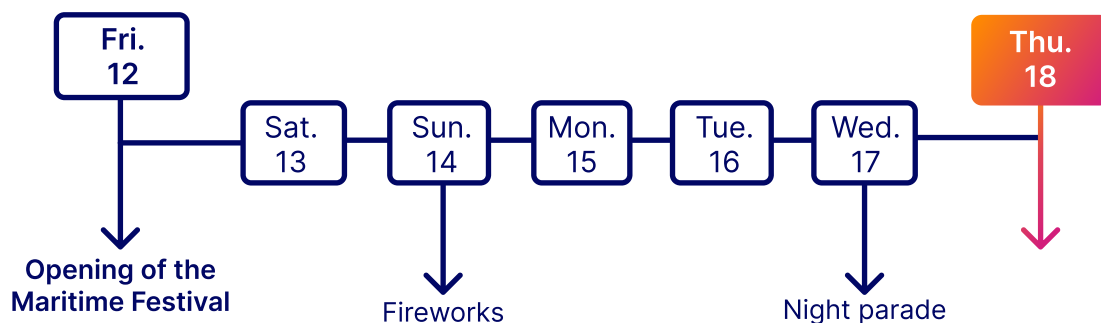 Fri.
12
Sat.
13
Sun.
14
Mon.
15
Tue.
16
Wed.
17
Thu.
18
Opening of the
Maritime Festival
Fireworks
Night parade